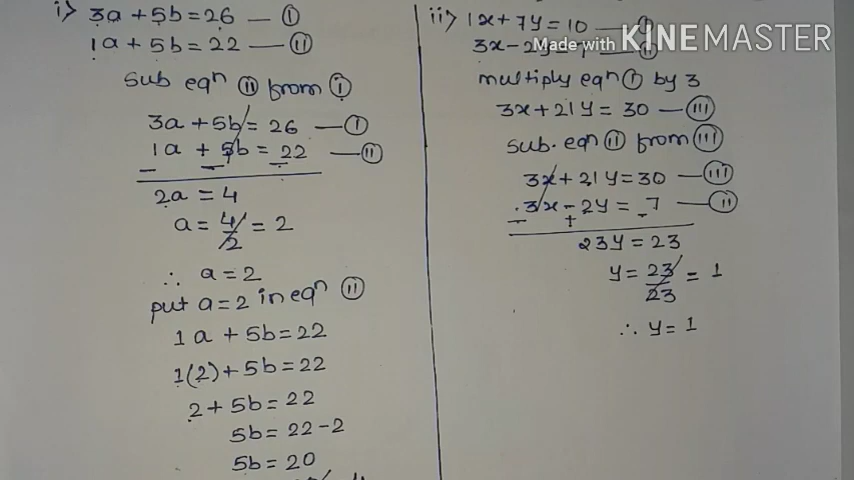 i) 3a + 5b = 26 — I
1a + 5b = 22 — II
sub eqn II from I
3a + 5b = 26 — I
1a + 5b = 22 — II
2a = 4
a = 4/2 = 2
∴ a = 2
put a = 2 in eqn II
1a + 5b = 22
1(2) + 5b = 22
2 + 5b = 22
5b = 22 - 2
5b = 20
ii) 1x + 7y = 10 — I
3x - 2y =
Made with KINEMASTER
multiply eqn I by 3
3x + 21y = 30 — III
sub. eqn II from III
3x + 21y = 30 — III
3x - 2y = 7 — II
23y = 23
y = 23/23 = 1
∴ y = 1